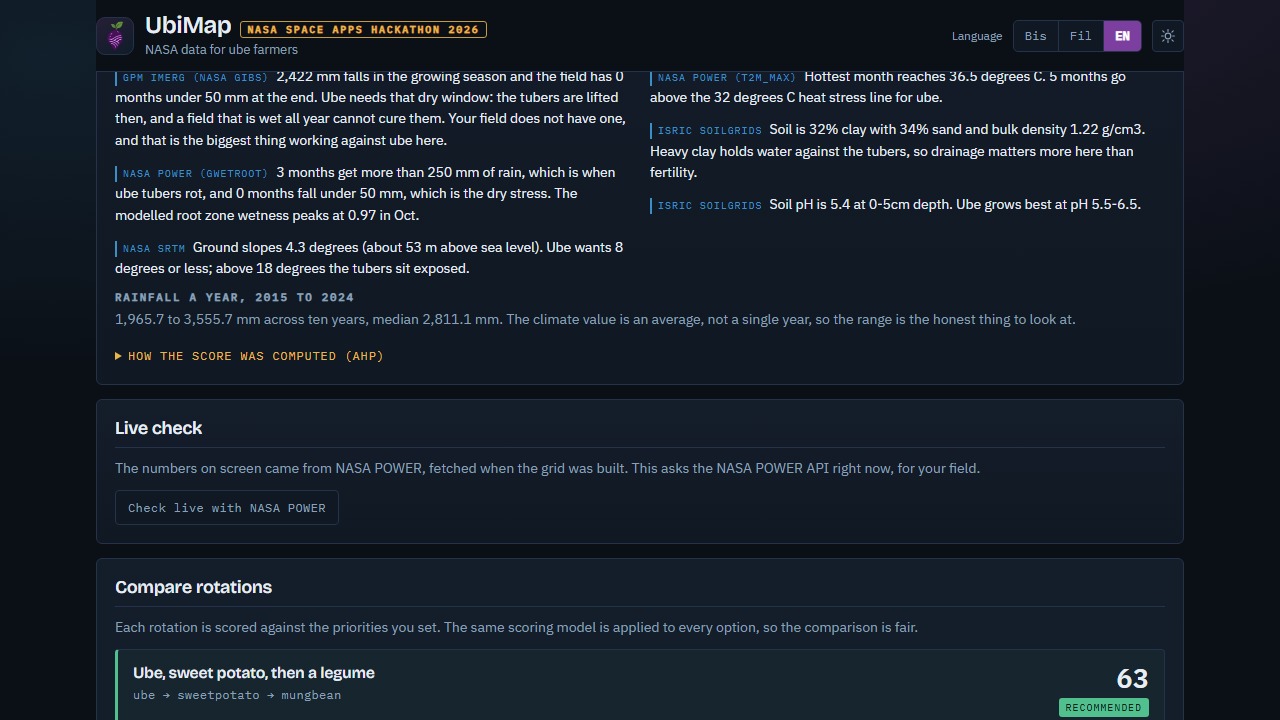 UbiMap NASA SPACE APPS HACKATHON 2026
NASA data for ube farmers
Language Bis Fil EN
GPM IMERG (NASA GIBS) 2,422 mm falls in the growing season and the field has 0
months under 50 mm at the end. Ube needs that dry window: the tubers are lifted
then, and a field that is wet all year cannot cure them. Your field does not have one,
and that is the biggest thing working against ube here.
NASA POWER (GWETROOT) 3 months get more than 250 mm of rain, which is when
ube tubers rot, and 0 months fall under 50 mm, which is the dry stress. The
modelled root zone wetness peaks at 0.97 in Oct.
NASA SRTM Ground slopes 4.3 degrees (about 53 m above sea level). Ube wants 8
degrees or less; above 18 degrees the tubers sit exposed.
NASA POWER (T2M_MAX) Hottest month reaches 36.5 degrees C. 5 months go
above the 32 degrees C heat stress line for ube.
ISRIC SOILGRIDS Soil is 32% clay with 34% sand and bulk density 1.22 g/cm3.
Heavy clay holds water against the tubers, so drainage matters more here than
fertility.
ISRIC SOILGRIDS Soil pH is 5.4 at 0-5cm depth. Ube grows best at pH 5.5-6.5.
RAINFALL A YEAR, 2015 TO 2024
1,965.7 to 3,555.7 mm across ten years, median 2,811.1 mm. The climate value is an average, not a single year, so the range is the honest thing to look at.
HOW THE SCORE WAS COMPUTED (AHP)
Live check
The numbers on screen came from NASA POWER, fetched when the grid was built. This asks the NASA POWER API right now, for your field.
Check live with NASA POWER
Compare rotations
Each rotation is scored against the priorities you set. The same scoring model is applied to every option, so the comparison is fair.
Ube, sweet potato, then a legume
ube → sweetpotato → mungbean
63
RECOMMENDED